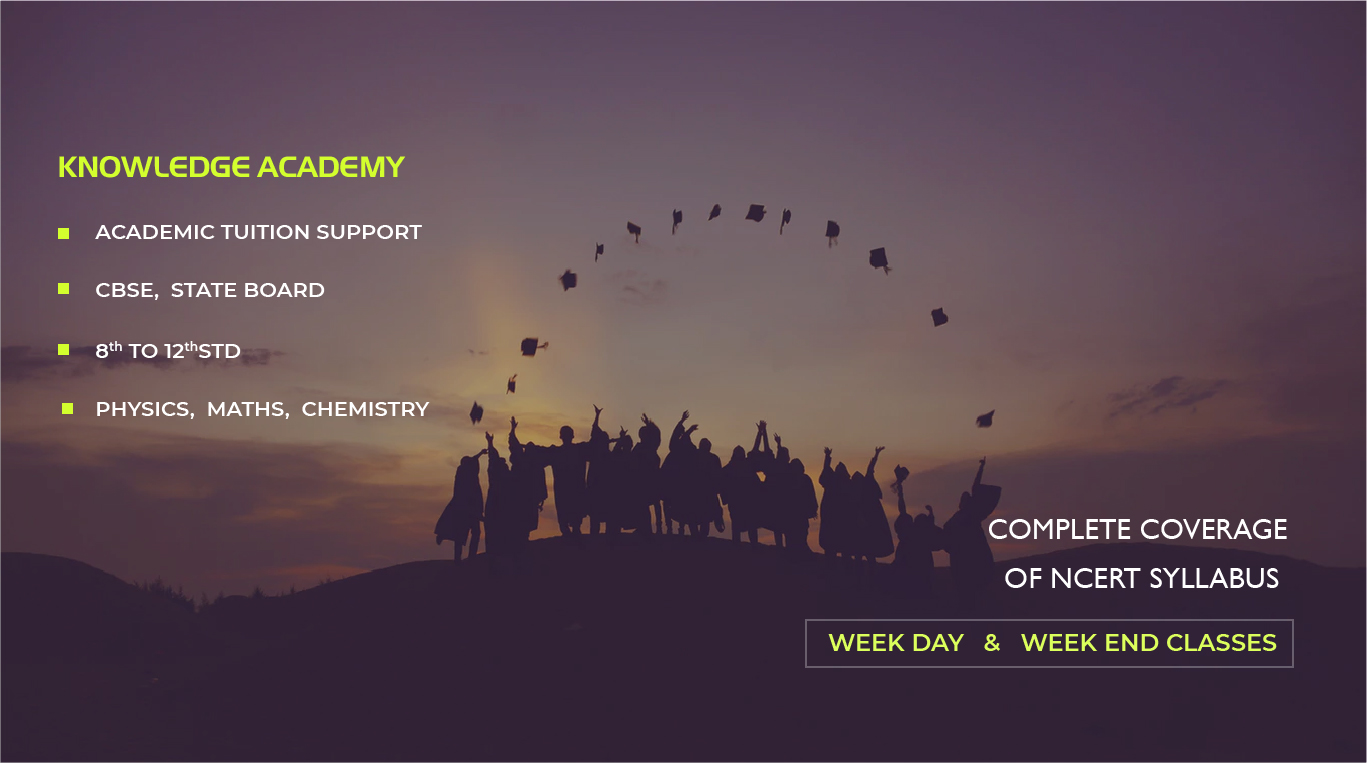 KNOWLEDGE ACADEMY
ACADEMIC TUITION SUPPORT
CBSE, STATE BOARD
8th TO 12thSTD
PHYSICS, MATHS, CHEMISTRY
COMPLETE COVERAGE
OF NCERT SYLLABUS
WEEK DAY & WEEK END CLASSES